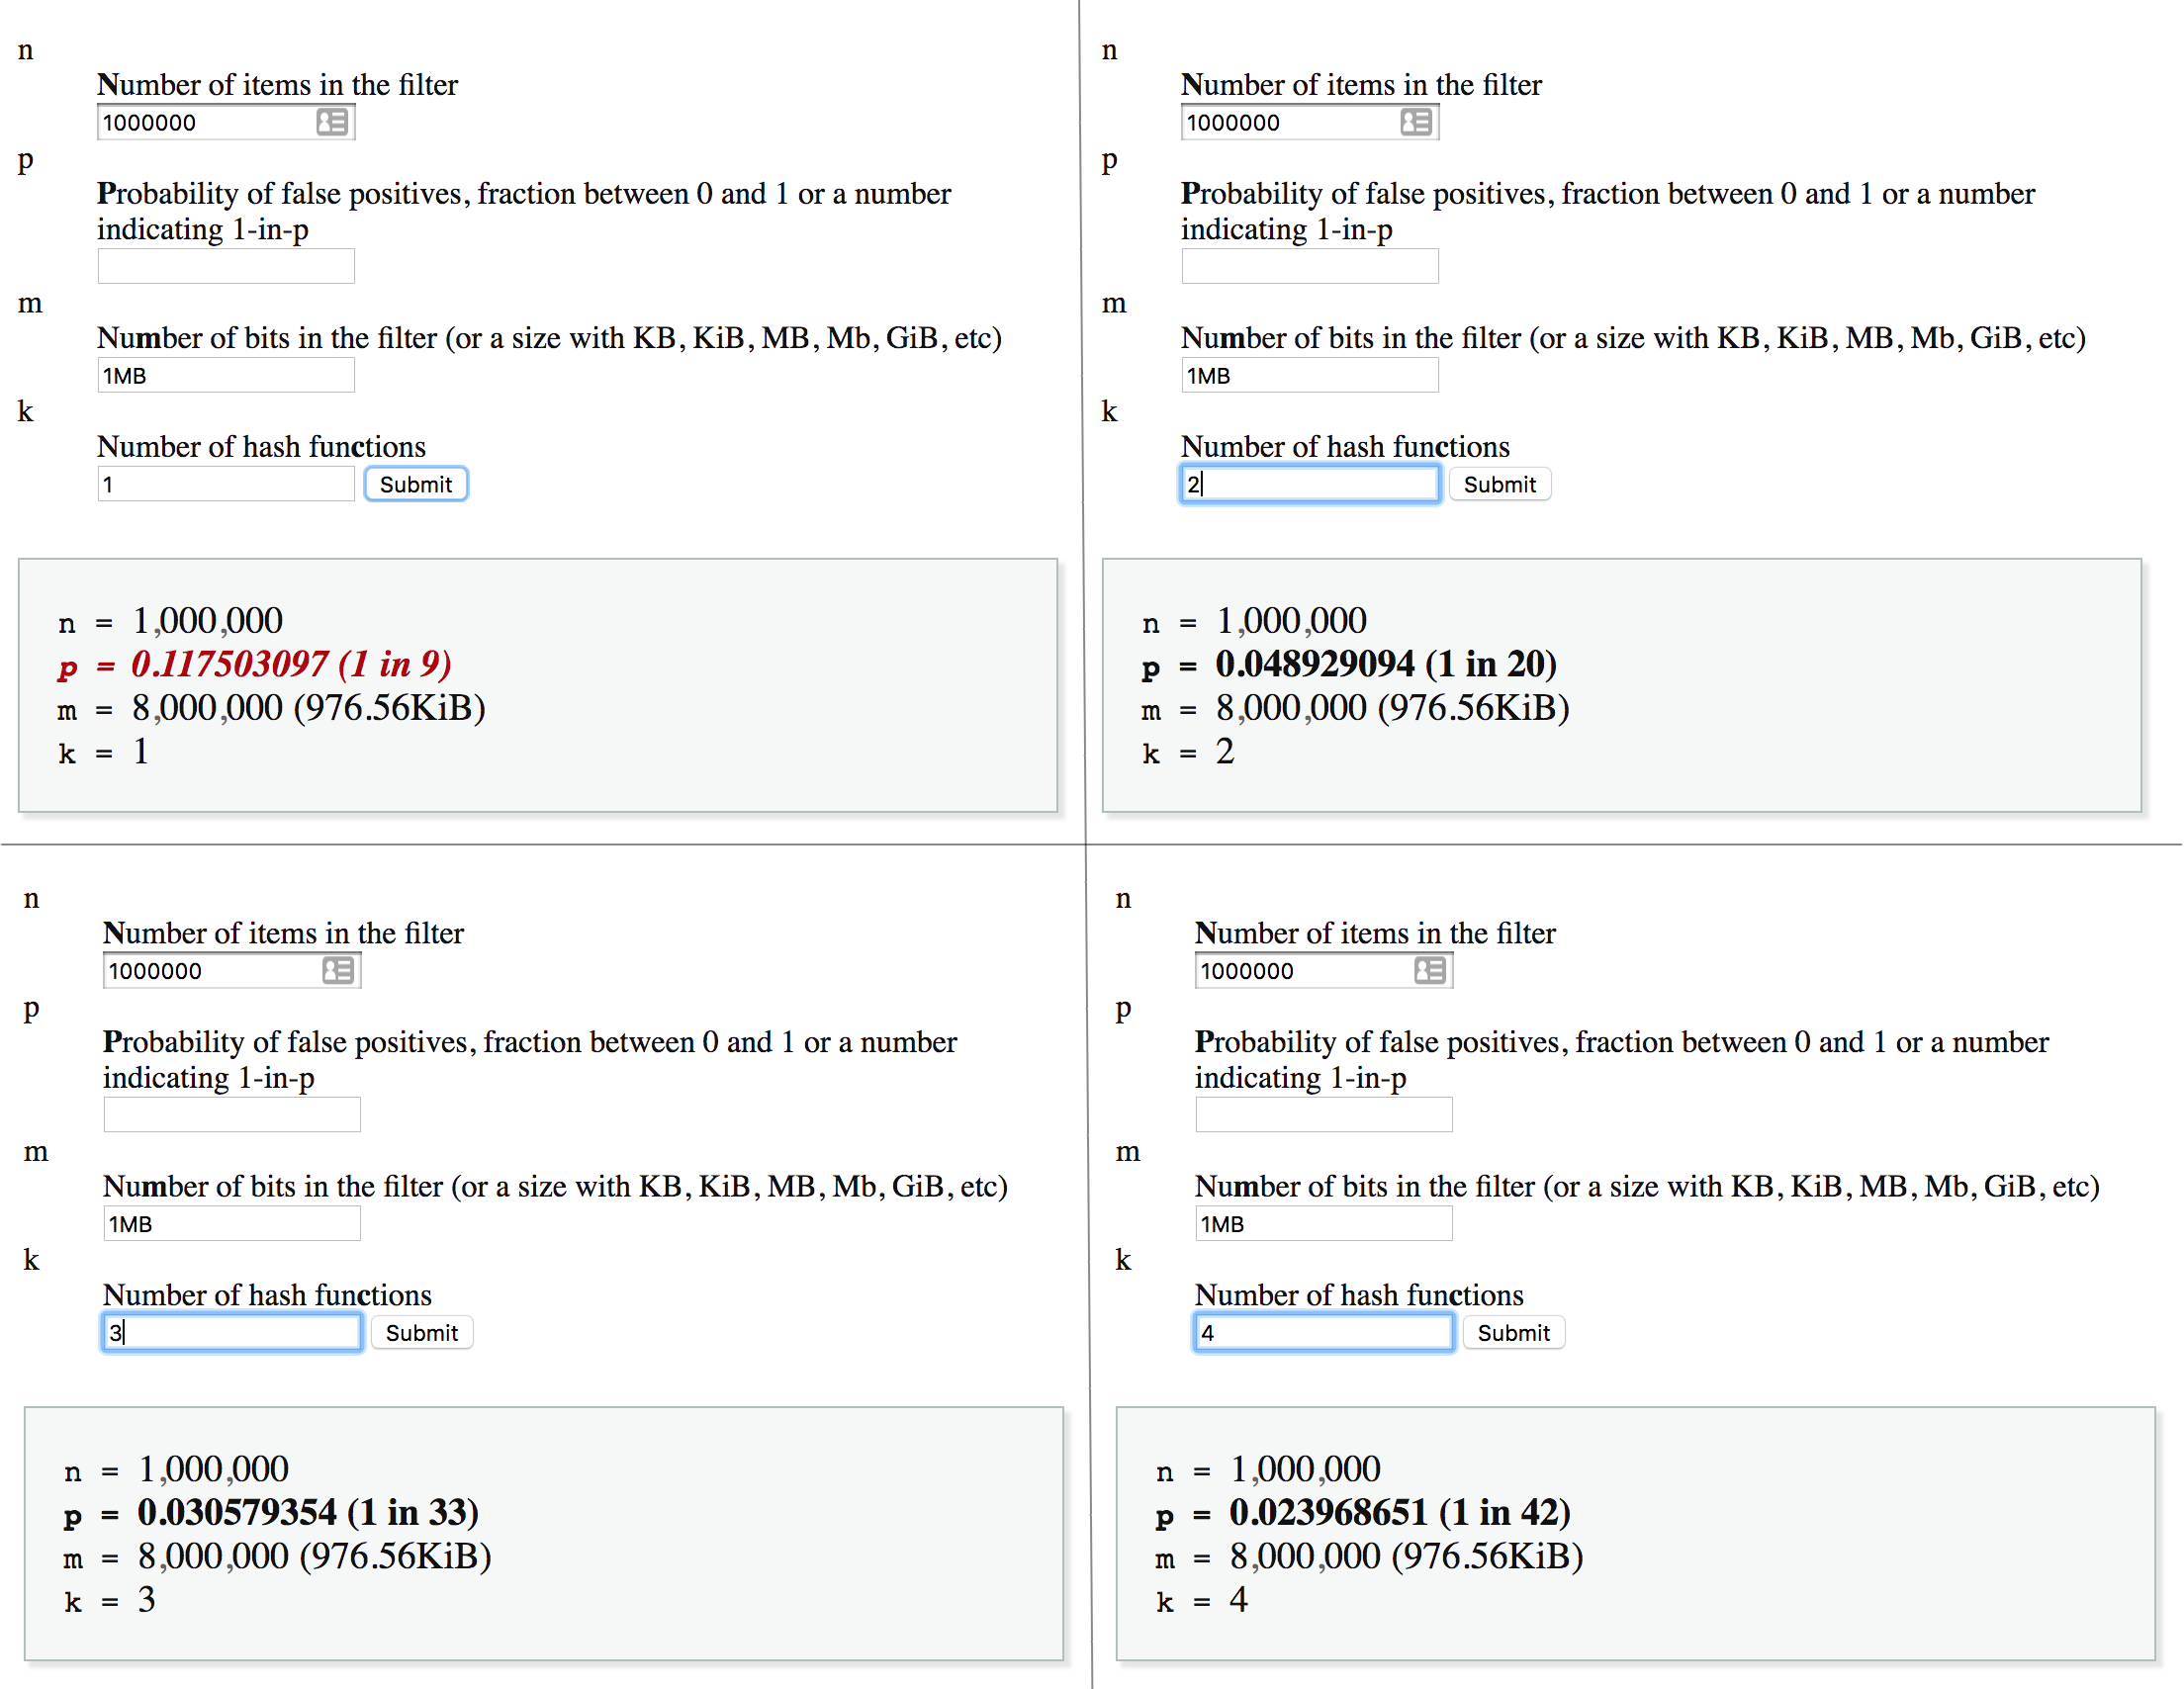 n
Number of items in the filter
1000000
p
Probability of false positives, fraction between 0 and 1 or a number
indicating 1-in-p
m
Number of bits in the filter (or a size with KB, KiB, MB, Mb, GiB, etc)
1MB
k
Number of hash functions
1 Submit
n = 1,000,000
p = 0.117503097 (1 in 9)
m = 8,000,000 (976.56KiB)
k = 1
n
Number of items in the filter
1000000
p
Probability of false positives, fraction between 0 and 1 or a number
indicating 1-in-p
m
Number of bits in the filter (or a size with KB, KiB, MB, Mb, GiB, etc)
1MB
k
Number of hash functions
2 Submit
n = 1,000,000
p = 0.048929094 (1 in 20)
m = 8,000,000 (976.56KiB)
k = 2
n
Number of items in the filter
1000000
p
Probability of false positives, fraction between 0 and 1 or a number
indicating 1-in-p
m
Number of bits in the filter (or a size with KB, KiB, MB, Mb, GiB, etc)
1MB
k
Number of hash functions
3 Submit
n = 1,000,000
p = 0.030579354 (1 in 33)
m = 8,000,000 (976.56KiB)
k = 3
n
Number of items in the filter
1000000
p
Probability of false positives, fraction between 0 and 1 or a number
indicating 1-in-p
m
Number of bits in the filter (or a size with KB, KiB, MB, Mb, GiB, etc)
1MB
k
Number of hash functions
4 Submit
n = 1,000,000
p = 0.023968651 (1 in 42)
m = 8,000,000 (976.56KiB)
k = 4